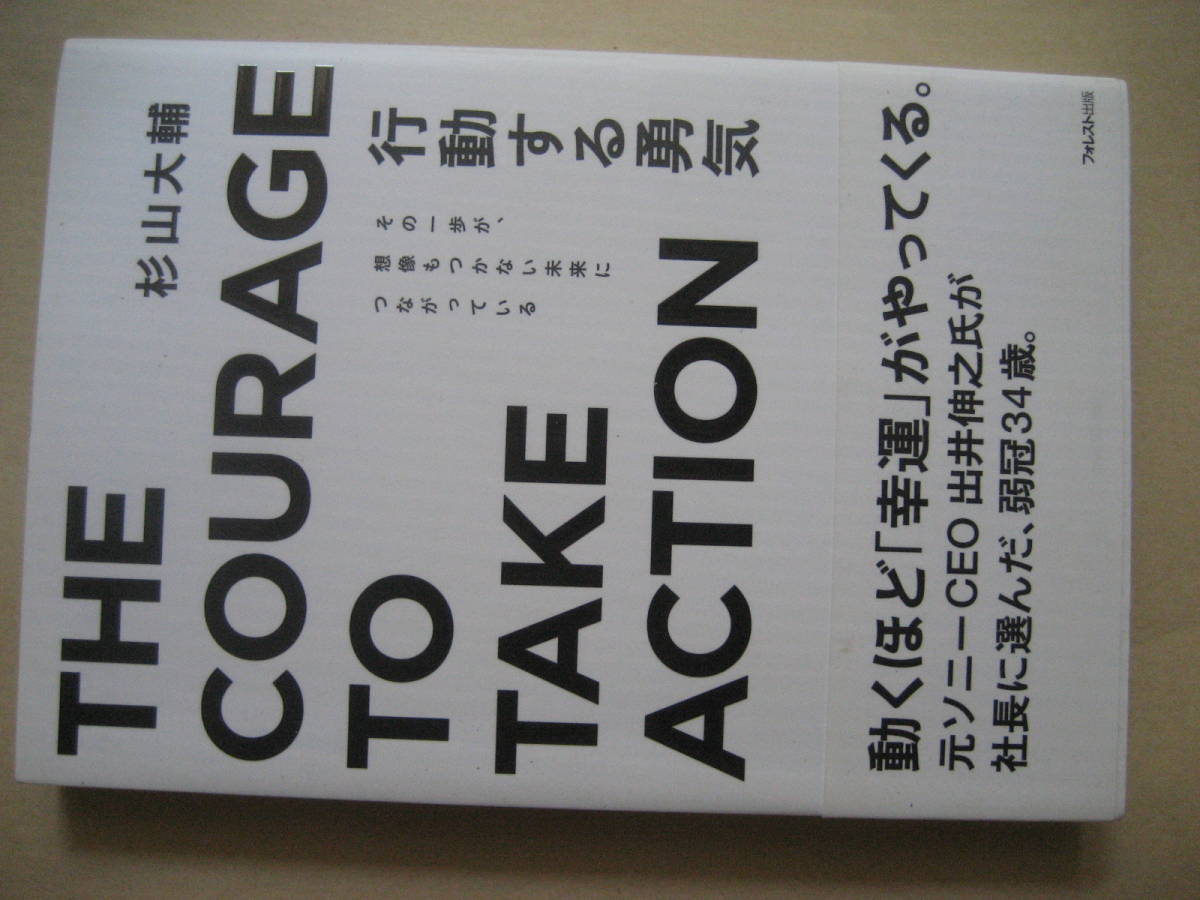 杉山大輔
THE
COURAGE
TO
TAKE
ACTION
行動する勇気
その一歩が、
想像もつかない未来に
つながっている
動くほど「幸運」がやってくる。
元ソニーCEO 出井伸之氏が
社長に選んだ、弱冠34歳。
フォレスト出版